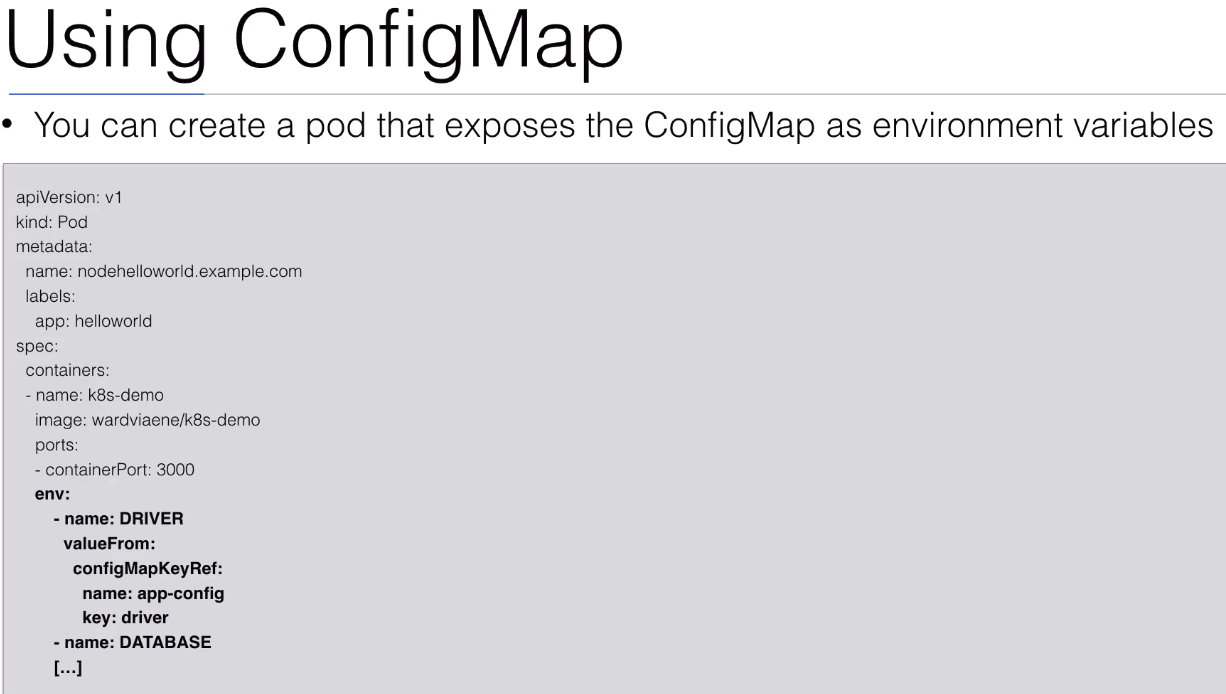 Using ConfigMap
• You can create a pod that exposes the ConfigMap as environment variables
apiVersion: v1
kind: Pod
metadata:
  name: nodehelloworld.example.com
  labels:
    app: helloworld
spec:
  containers:
  - name: k8s-demo
    image: wardviaene/k8s-demo
    ports:
    - containerPort: 3000
    env:
      - name: DRIVER
        valueFrom:
          configMapKeyRef:
            name: app-config
            key: driver
      - name: DATABASE
      [...]